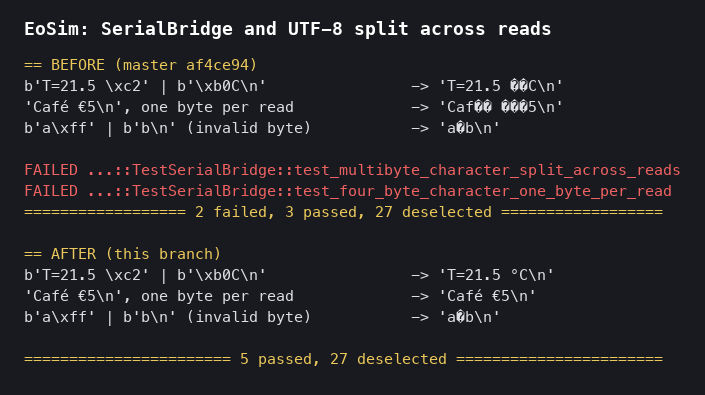 EoSim: SerialBridge and UTF-8 split across reads
== BEFORE (master af4ce94)
b'T=21.5 \xc2' | b'\xb0C\n' -> 'T=21.5 ��C\n'
'Café €5\n', one byte per read -> 'Caf�� ���5\n'
b'a\xff' | b'b\n' (invalid byte) -> 'a�b\n'
FAILED ...::TestSerialBridge::test_multibyte_character_split_across_reads
FAILED ...::TestSerialBridge::test_four_byte_character_one_byte_per_read
================== 2 failed, 3 passed, 27 deselected ==================
== AFTER (this branch)
b'T=21.5 \xc2' | b'\xb0C\n' -> 'T=21.5 °C\n'
'Café €5\n', one byte per read -> 'Café €5\n'
b'a\xff' | b'b\n' (invalid byte) -> 'a�b\n'
======================= 5 passed, 27 deselected =======================